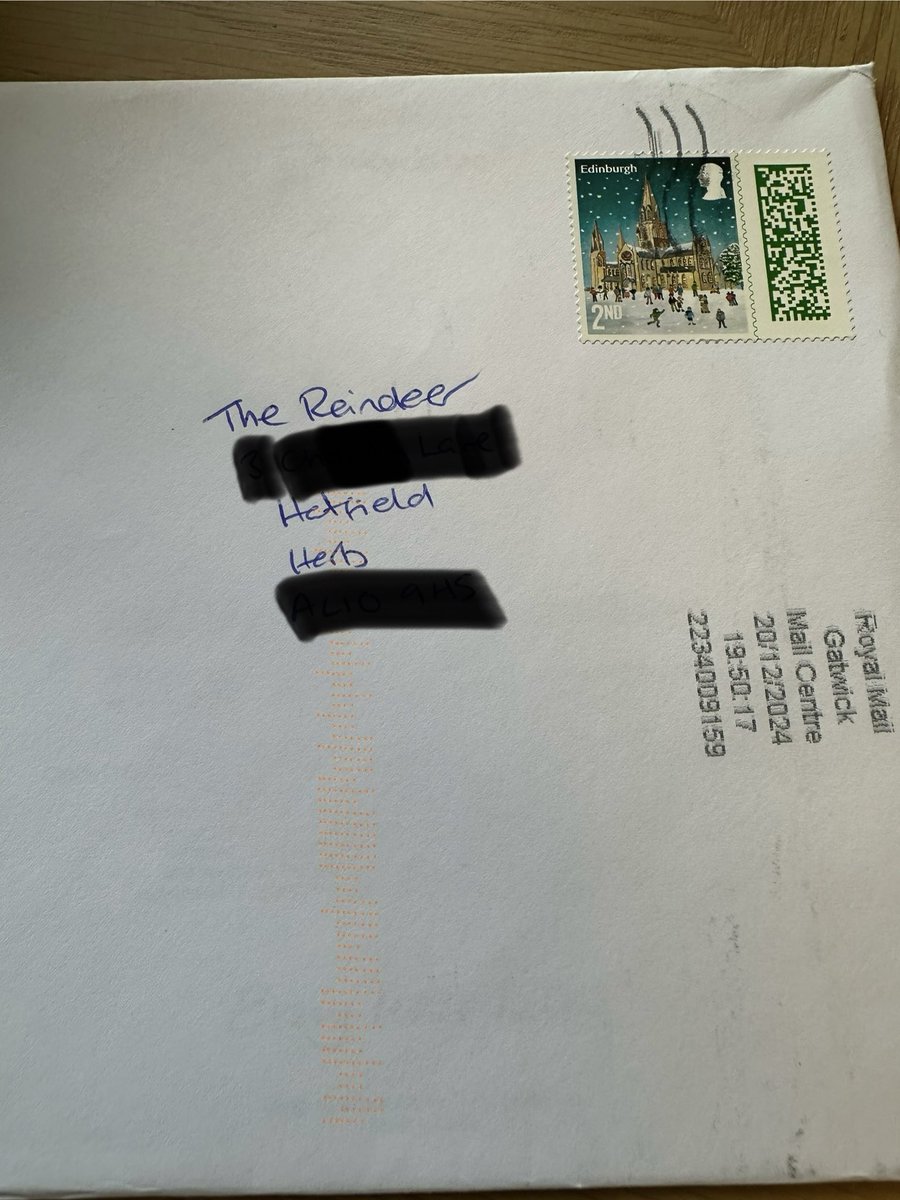 Edinburgh
2ND
The Reindeer
Hatfield
Herts
Royal Mail
Gatwick
Mail Centre
20/12/2024
19:50:17
2234009159